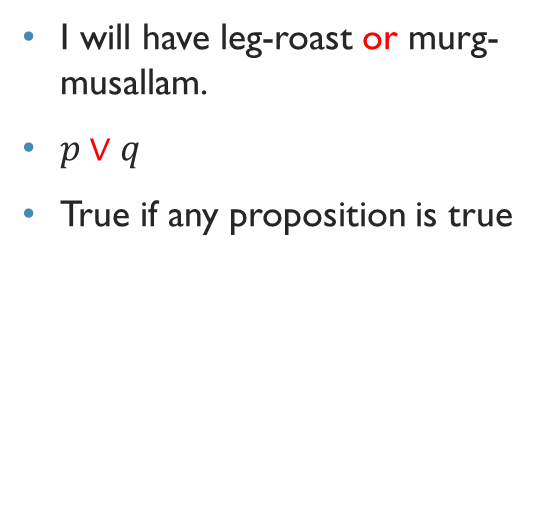 • I will have leg-roast or murg-
musallam.
• p ∨ q
• True if any proposition is true